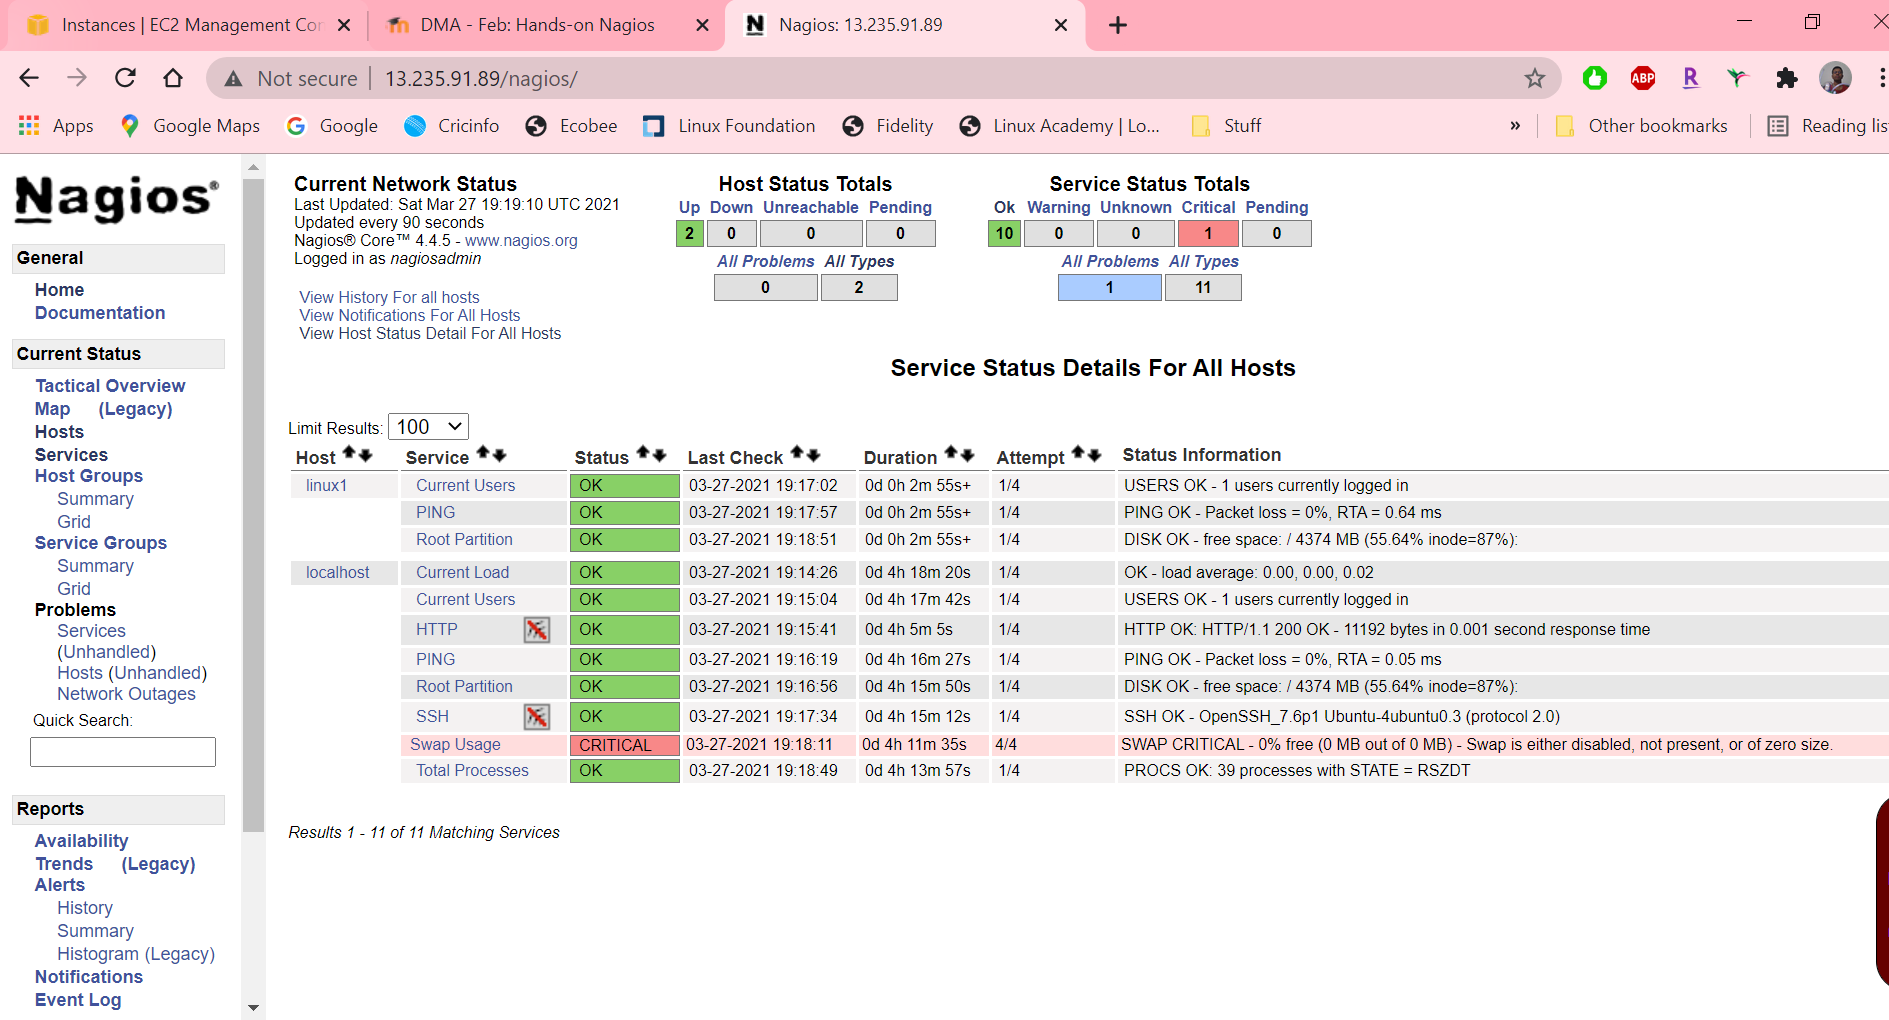 Instances | EC2 Management Con
DMA - Feb: Hands-on Nagios
Nagios: 13.235.91.89
Not secure | 13.235.91.89/nagios/
ABP R
Apps Google Maps Google Cricinfo Ecobee Linux Foundation Fidelity Linux Academy | Lo... Stuff » Other bookmarks Reading lis
Nagios®
General
Home
Documentation
Current Status
Tactical Overview
Map (Legacy)
Hosts
Services
Host Groups
Summary
Grid
Service Groups
Summary
Grid
Problems
Services
(Unhandled)
Hosts (Unhandled)
Network Outages
Quick Search:
Reports
Availability
Trends (Legacy)
Alerts
History
Summary
Histogram (Legacy)
Notifications
Event Log
Current Network Status
Last Updated: Sat Mar 27 19:19:10 UTC 2021
Updated every 90 seconds
Nagios® Core™ 4.4.5 - www.nagios.org
Logged in as nagiosadmin
View History For all hosts
View Notifications For All Hosts
View Host Status Detail For All Hosts
Host Status Totals
Up Down Unreachable Pending
2 0 0 0
All Problems All Types
0 2
Service Status Totals
Ok Warning Unknown Critical Pending
10 0 0 1 0
All Problems All Types
1 11
Service Status Details For All Hosts
Limit Results: 100
Host Service Status Last Check Duration Attempt Status Information
linux1 Current Users OK 03-27-2021 19:17:02 0d 0h 2m 55s+ 1/4 USERS OK - 1 users currently logged in
PING OK 03-27-2021 19:17:57 0d 0h 2m 55s+ 1/4 PING OK - Packet loss = 0%, RTA = 0.64 ms
Root Partition OK 03-27-2021 19:18:51 0d 0h 2m 55s+ 1/4 DISK OK - free space: / 4374 MB (55.64% inode=87%):
localhost Current Load OK 03-27-2021 19:14:26 0d 4h 18m 20s 1/4 OK - load average: 0.00, 0.00, 0.02
Current Users OK 03-27-2021 19:15:04 0d 4h 17m 42s 1/4 USERS OK - 1 users currently logged in
HTTP OK 03-27-2021 19:15:41 0d 4h 5m 5s 1/4 HTTP OK: HTTP/1.1 200 OK - 11192 bytes in 0.001 second response time
PING OK 03-27-2021 19:16:19 0d 4h 16m 27s 1/4 PING OK - Packet loss = 0%, RTA = 0.05 ms
Root Partition OK 03-27-2021 19:16:56 0d 4h 15m 50s 1/4 DISK OK - free space: / 4374 MB (55.64% inode=87%):
SSH OK 03-27-2021 19:17:34 0d 4h 15m 12s 1/4 SSH OK - OpenSSH_7.6p1 Ubuntu-4ubuntu0.3 (protocol 2.0)
Swap Usage CRITICAL 03-27-2021 19:18:11 0d 4h 11m 35s 4/4 SWAP CRITICAL - 0% free (0 MB out of 0 MB) - Swap is either disabled, not present, or of zero size.
Total Processes OK 03-27-2021 19:18:49 0d 4h 13m 57s 1/4 PROCS OK: 39 processes with STATE = RSZDT
Results 1 - 11 of 11 Matching Services